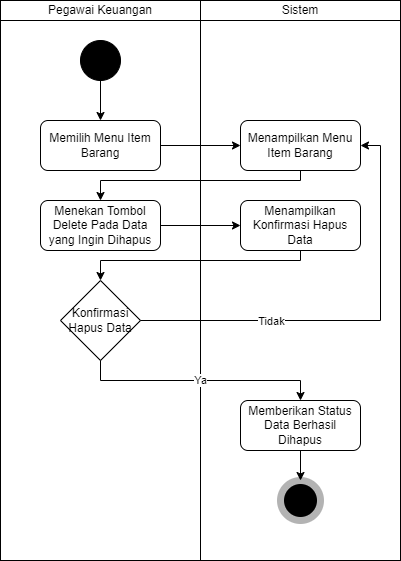 Pegawai Keuangan
Sistem
Memilih Menu Item
Barang
Menampilkan Menu
Item Barang
Menekan Tombol
Delete Pada Data
yang Ingin Dihapus
Menampilkan
Konfirmasi Hapus
Data
Konfirmasi
Hapus Data
Tidak
Ya
Memberikan Status
Data Berhasil
Dihapus